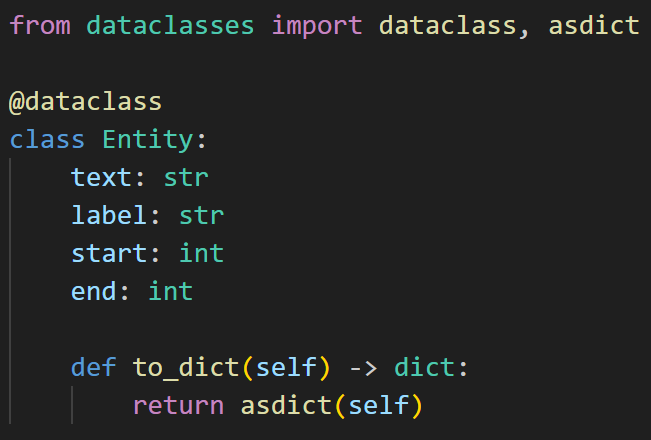 from dataclasses import dataclass, asdict

@dataclass
class Entity:
    text: str
    label: str
    start: int
    end: int

    def to_dict(self) -> dict:
        return asdict(self)